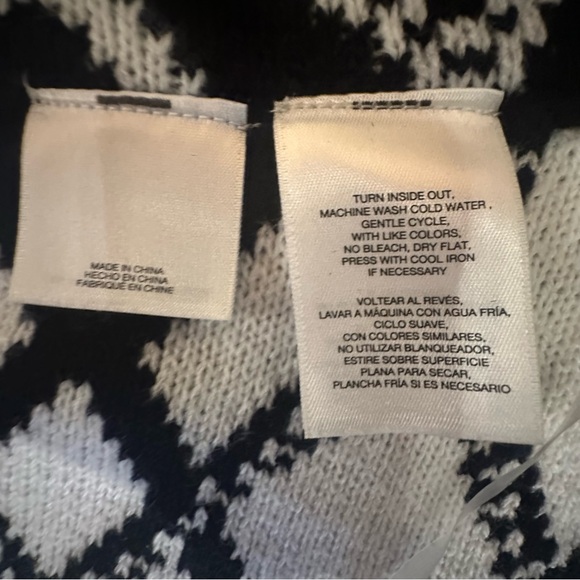 MADE IN CHINA
HECHO EN CHINA
FABRIQUE EN CHINE
TURN INSIDE OUT,
MACHINE WASH COLD WATER ,
GENTLE CYCLE,
WITH LIKE COLORS,
NO BLEACH, DRY FLAT,
PRESS WITH COOL IRON
IF NECESSARY
VOLTEAR AL REVÉS,
LAVAR A MÁQUINA CON AGUA FRÍA,
CICLO SUAVE,
CON COLORES SIMILARES,
NO UTILIZAR BLANQUEADOR,
ESTIRE SOBRE SUPERFICIE
PLANA PARA SECAR,
PLANCHA FRÍA SI ES NECESARIO